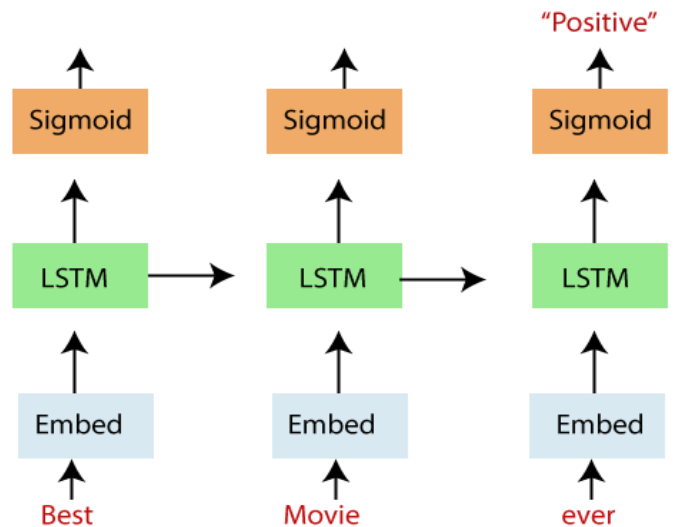 “Positive”
Sigmoid Sigmoid Sigmoid
LSTM LSTM LSTM
Embed Embed Embed
Best Movie ever